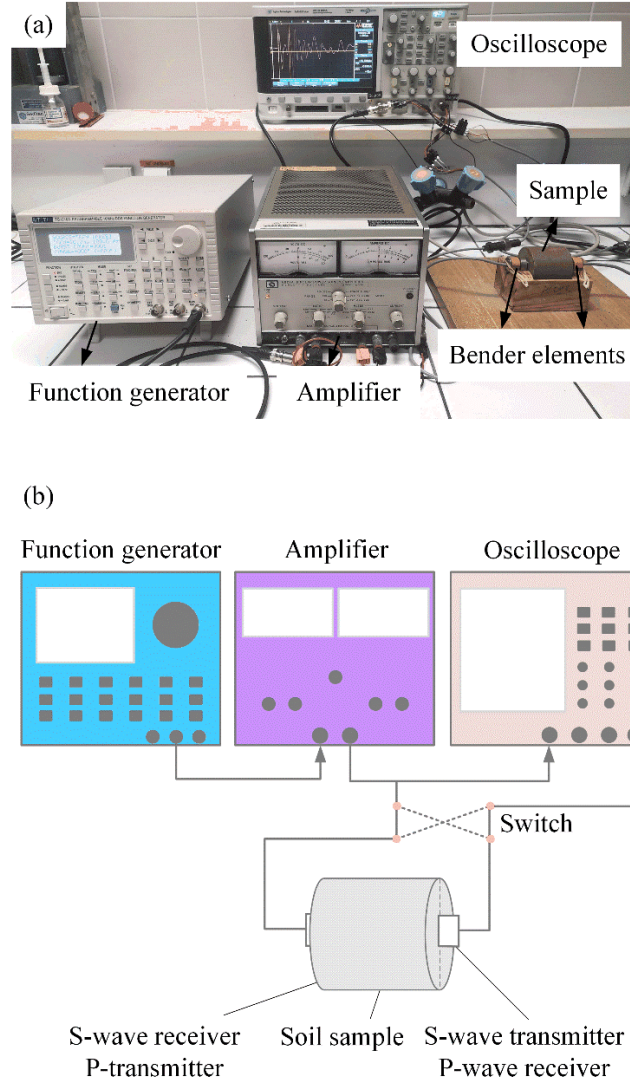 (a)
Oscilloscope
Sample
Bender elements
Function generator
Amplifier
(b)
Function generator
Amplifier
Oscilloscope
Switch
S-wave receiver
P-transmitter
Soil sample
S-wave transmitter
P-wave receiver